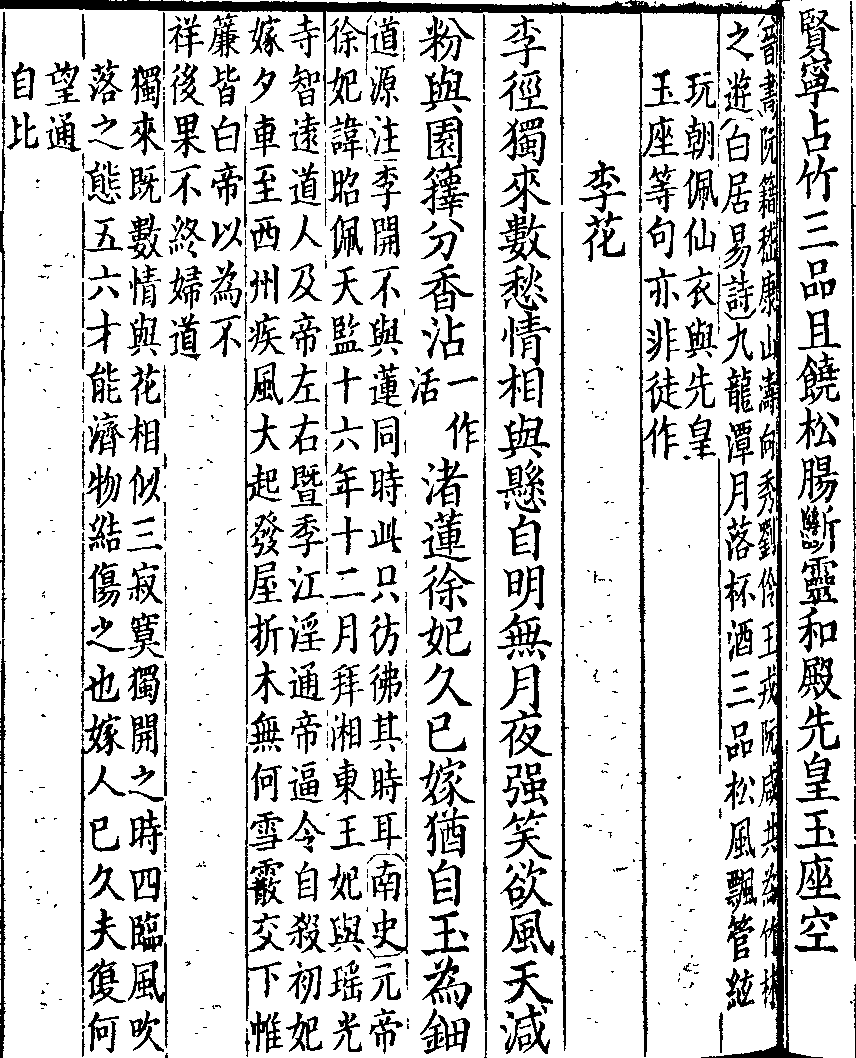 賢寧占竹三品且饒松腸斷靈和殿先皇玉座空
晉書阮籍嵇康山濤向秀劉伶王戎阮咸共為竹林
之遊白居易詩九龍潭月落杯酒三品松風飄管絃
玩朝佩仙衣與先皇
玉座等句亦非徒作
李花
李徑獨來數愁情相與懸自明無月夜强笑欲風天減
粉與園籜分香沾一作活渚蓮徐妃久已嫁猶自玉為鈿
道源注李開不與蓮同時此只彷彿其時耳南史元帝
徐妃諱昭佩天監十六年十二月拜湘東王妃與瑶光
寺智遠道人及帝左右暨季江淫通帝逼令自殺初妃
嫁夕車至西州疾風大起發屋折木無何雪霰交下帷
簾皆白帝以為不
祥後果不終婦道
獨來既數情與花相似三寂寞獨開之時四臨風吹
落之態五六才能濟物結傷之也嫁人已久夫復何
望通
自比